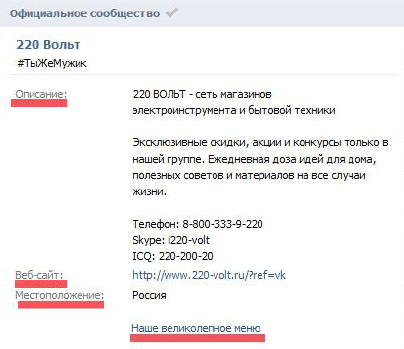 Официальное сообщество
220 Вольт
#ТыЖеМужик
Описание: 220 ВОЛЬТ - сеть магазинов
электроинструмента и бытовой техники
Эксклюзивные скидки, акции и конкурсы только в
нашей группе. Ежедневная доза идей для дома,
полезных советов и материалов на все случаи
жизни.
Телефон: 8-800-333-9-220
Skype: i220-volt
ICQ: 220-200-20
Веб-сайт: http://www.220-volt.ru/?ref=vk
Местоположение: Россия
Наше великолепное меню